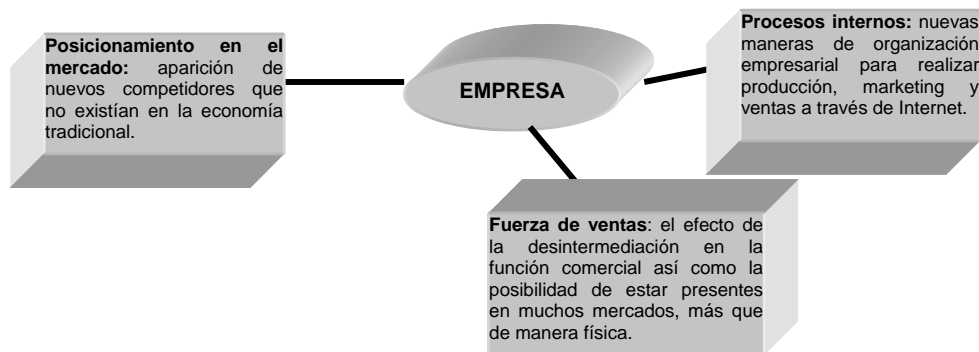 Posicionamiento en el
mercado: aparición de
nuevos competidores que
no existían en la economía
tradicional.
EMPRESA
Procesos internos: nuevas
maneras de organización
empresarial para realizar
producción, marketing y
ventas a través de Internet.
Fuerza de ventas: el efecto de
la desintermediación en la
función comercial así como la
posibilidad de estar presentes
en muchos mercados, más que
de manera física.